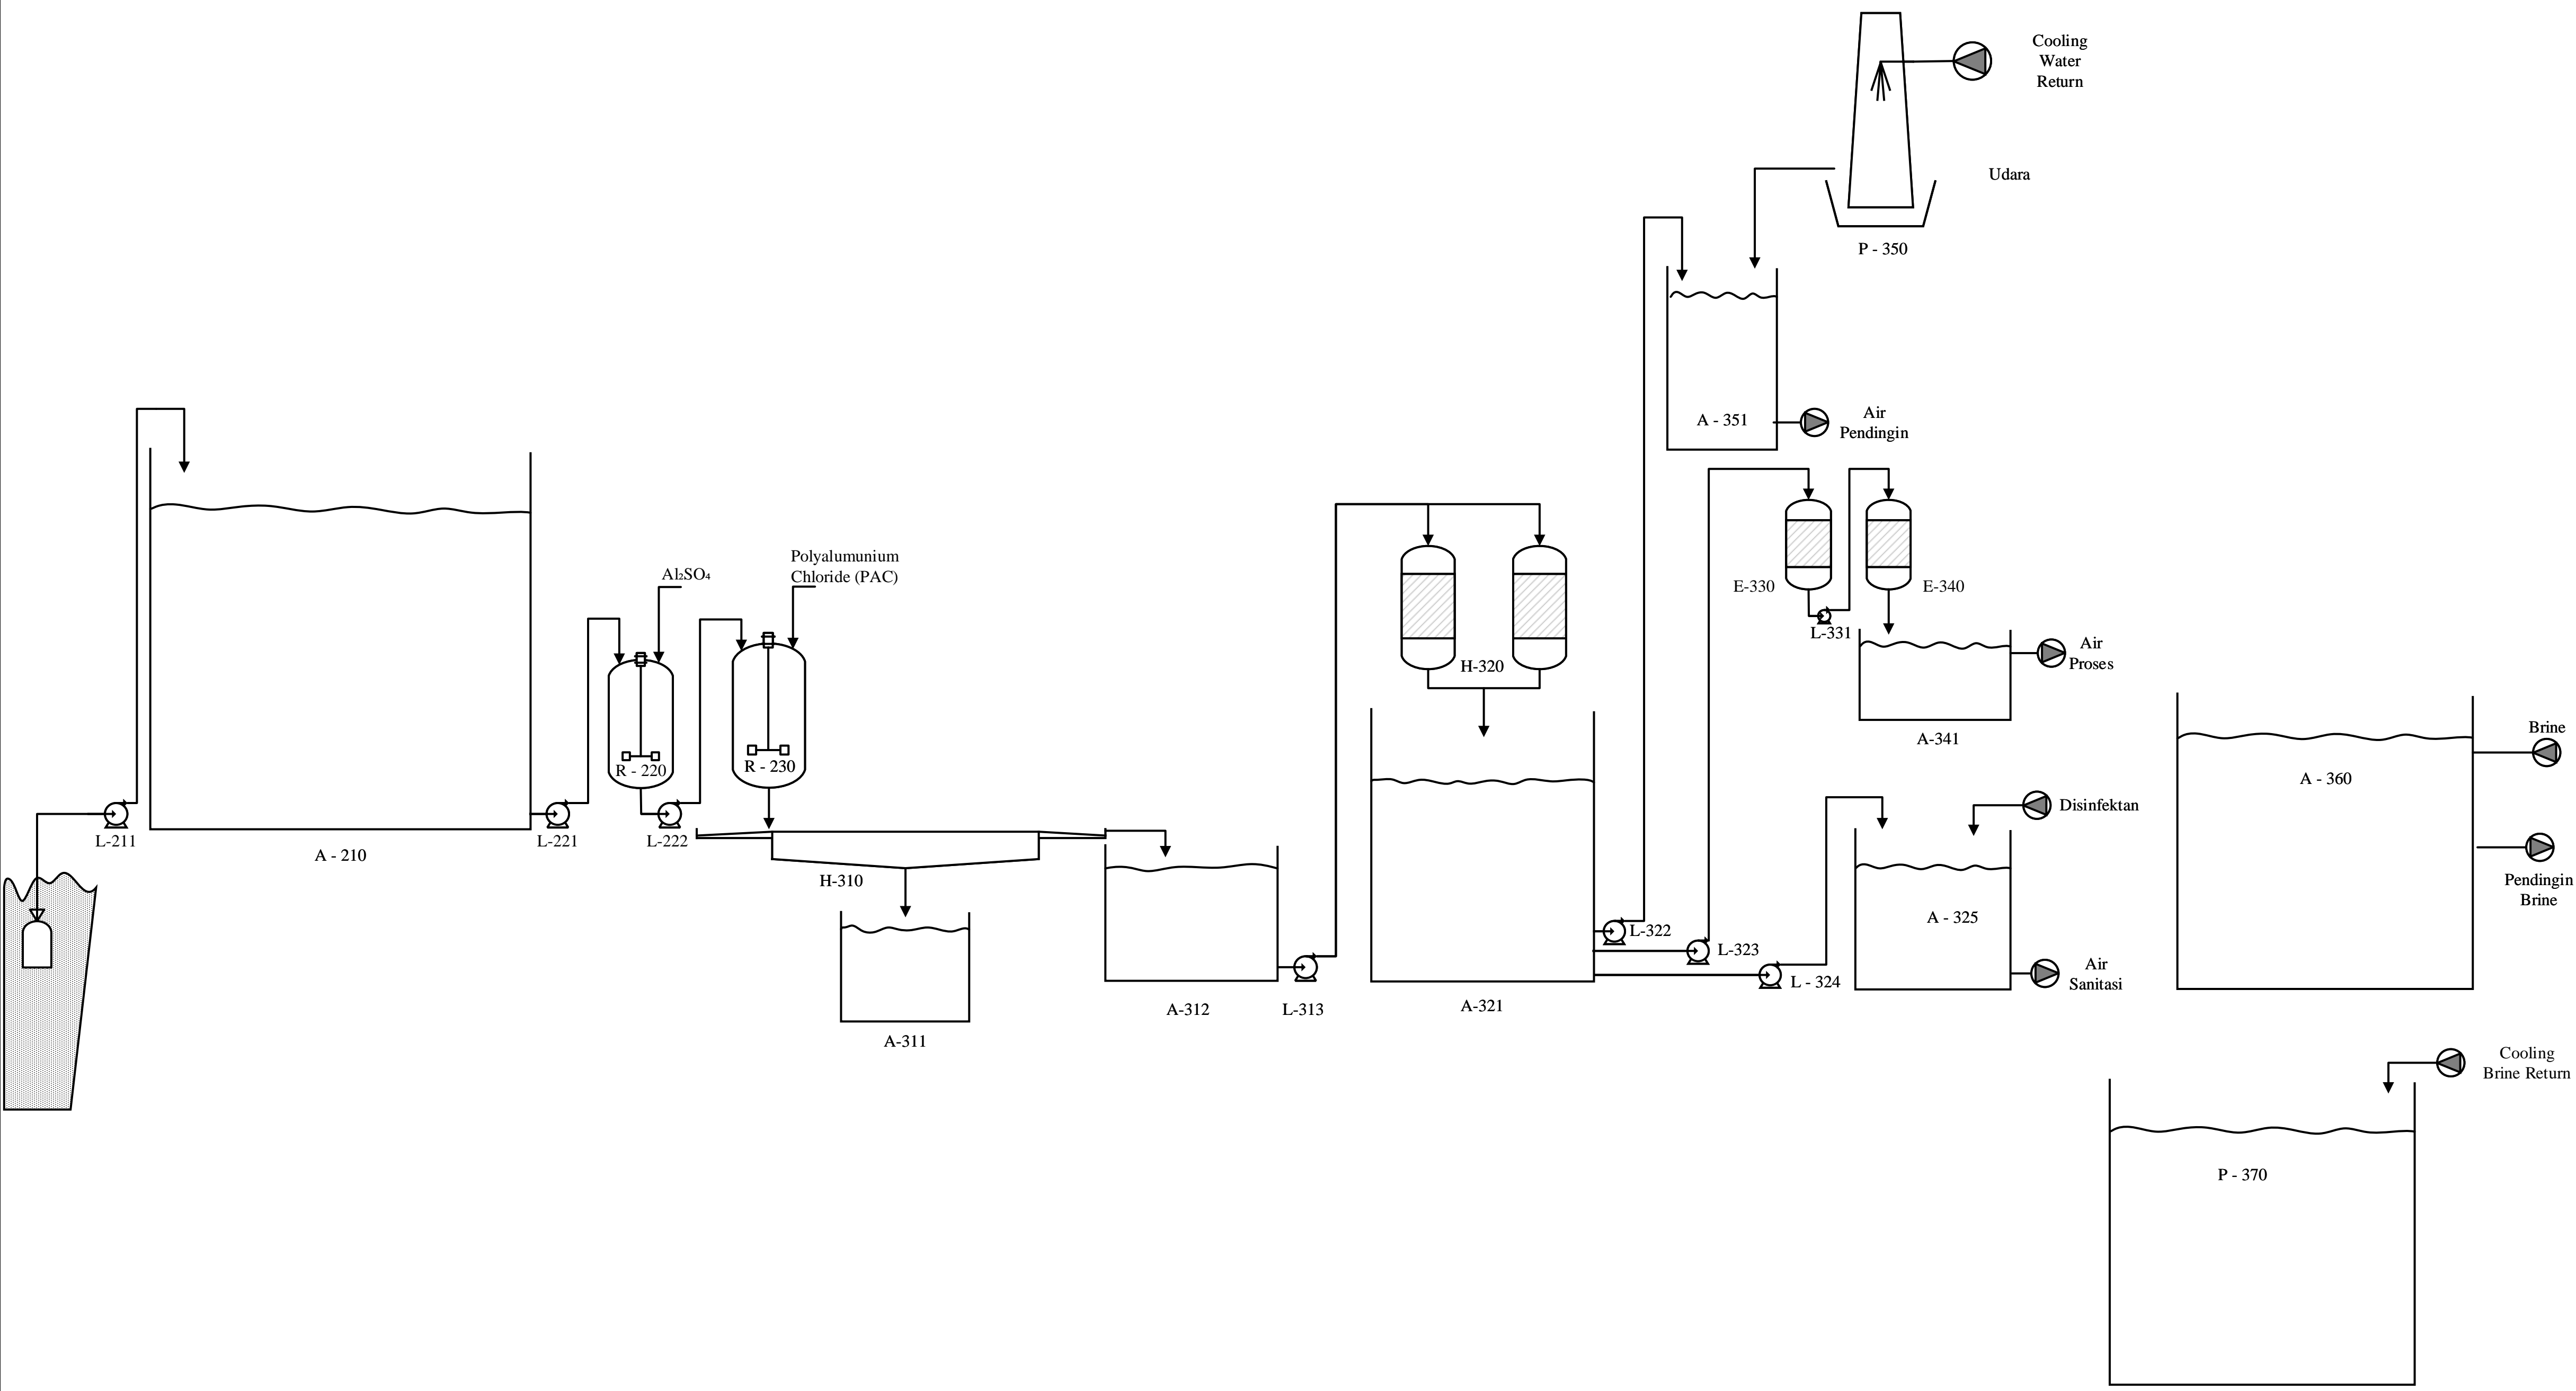 Cooling
Water
Return
Udara
P - 350
A - 351
Air
Pendingin
Polyalumunium
Chloride (PAC)
Al₂SO₄
E-330
E-340
L-331
Air
Proses
A-341
H-320
R - 220
R - 230
L-211
A - 210
L-221
L-222
H-310
A-311
A-312
L-313
A-321
L-322
L-323
L - 324
Disinfektan
A - 325
Air
Sanitasi
Brine
A - 360
Pendingin
Brine
Cooling
Brine Return
P - 370